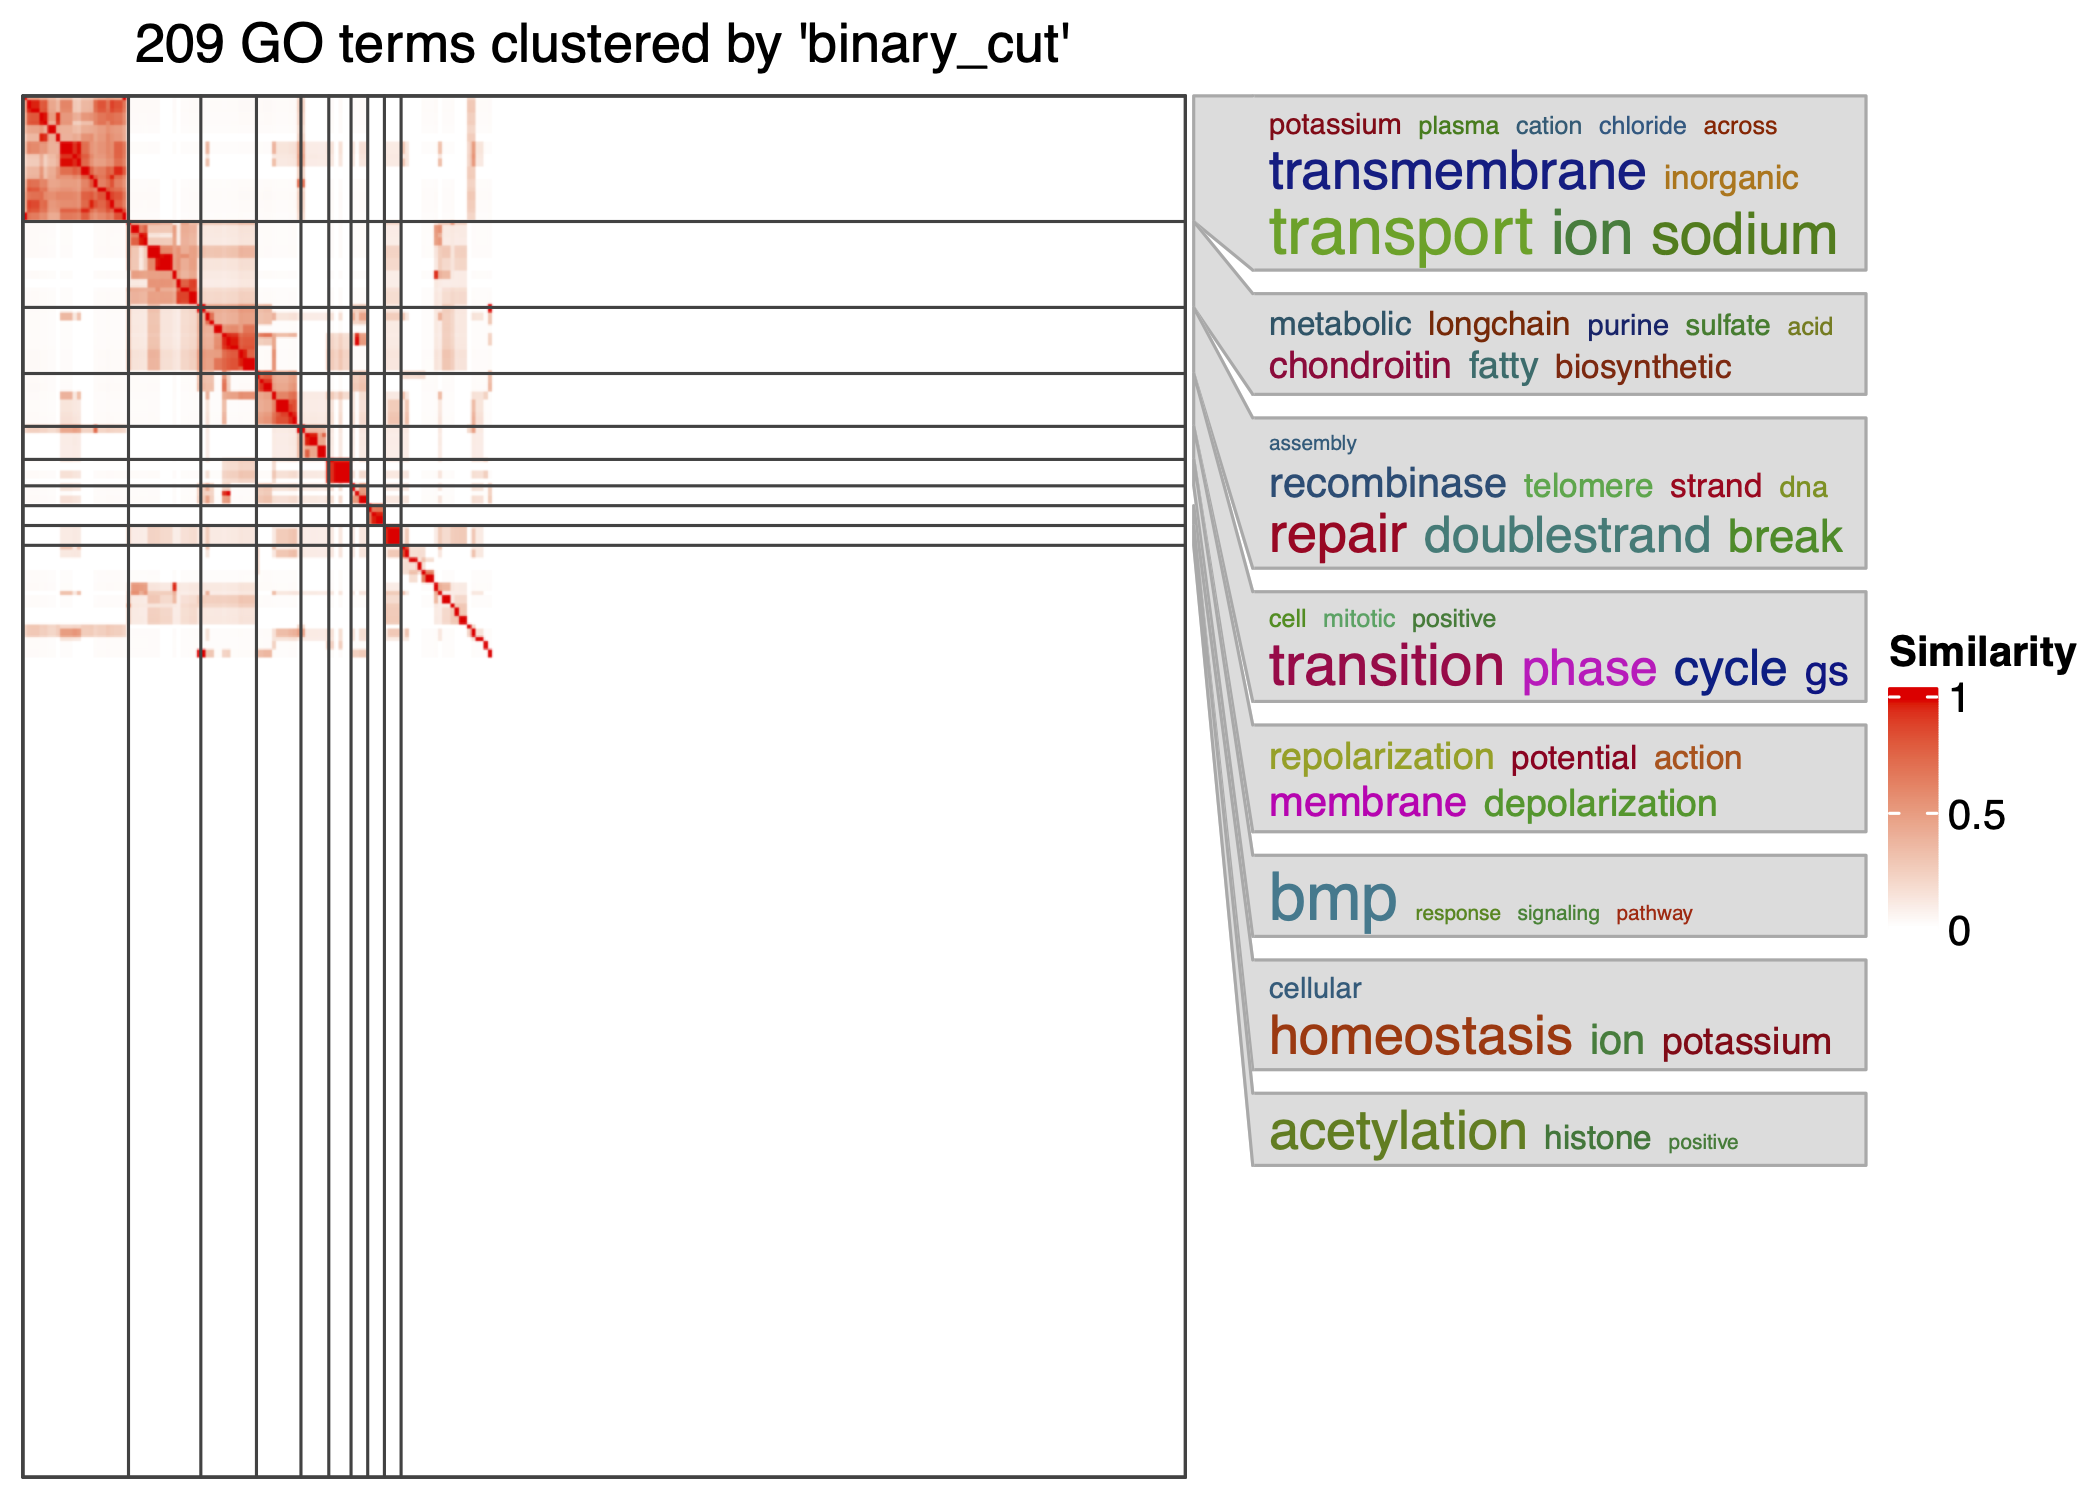 209 GO terms clustered by 'binary_cut'
potassium plasma cation chloride across
transmembrane inorganic
transport ion sodium
metabolic longchain purine sulfate acid
chondroitin fatty biosynthetic
assembly
recombinase telomere strand dna
repair doublestrand break
cell mitotic positive
transition phase cycle gs
repolarization potential action
membrane depolarization
bmp response signaling pathway
cellular
homeostasis ion potassium
acetylation histone positive
Similarity
1
0.5
0